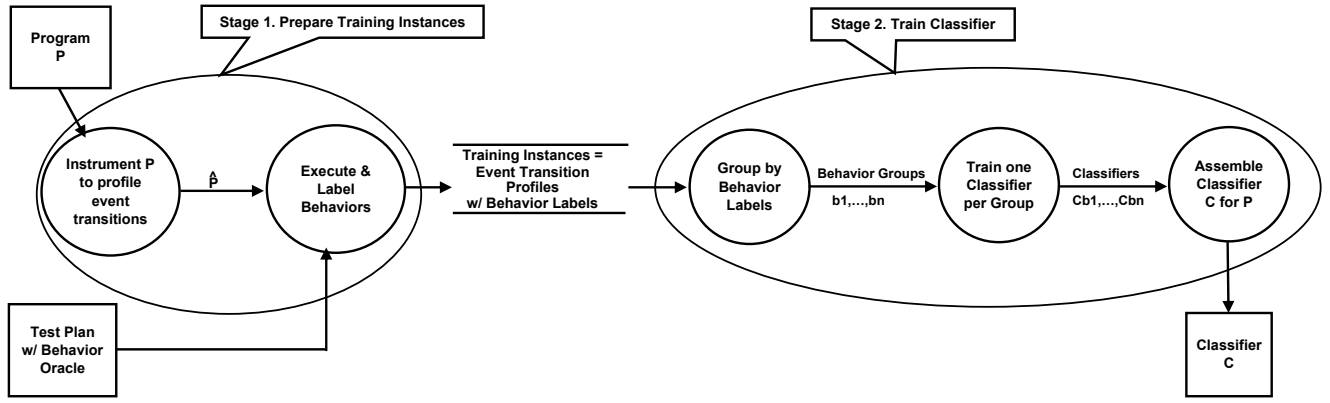 Program
P
Stage 1. Prepare Training Instances
Stage 2. Train Classifier
Instrument P
to profile
event
transitions
P̂
Execute &
Label
Behaviors
Training Instances =
Event Transition
Profiles
w/ Behavior Labels
Group by
Behavior
Labels
Behavior Groups
b1,...,bn
Train one
Classifier
per Group
Classifiers
Cb1,...,Cbn
Assemble
Classifier
C for P
Test Plan
w/ Behavior
Oracle
Classifier
C